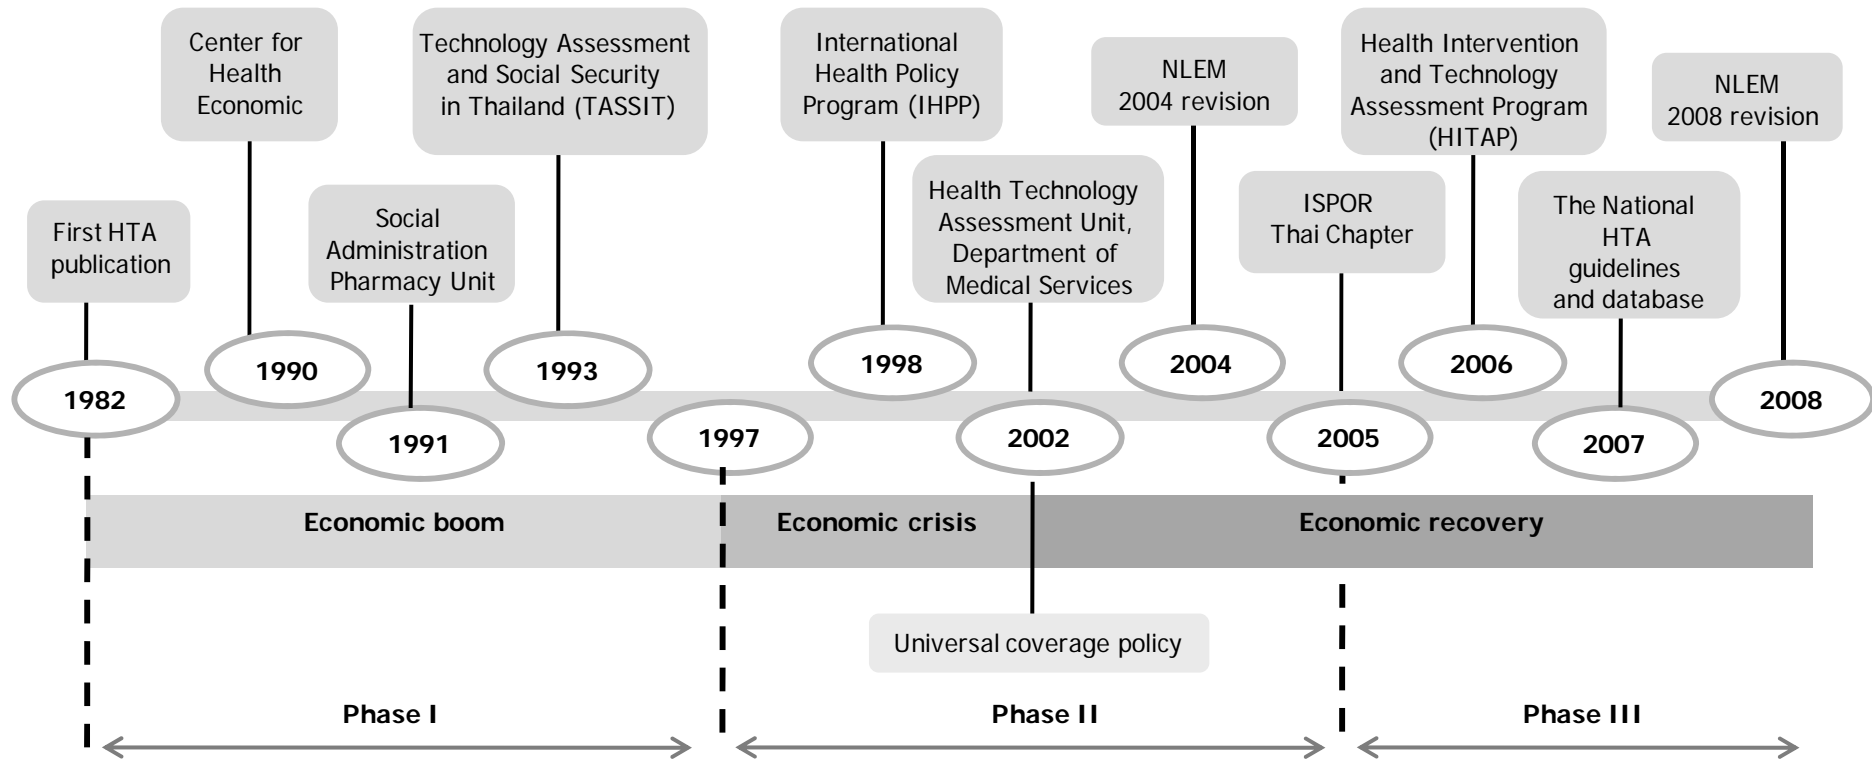 Center for
Health
Economic
Technology Assessment
and Social Security
in Thailand (TASSIT)
International
Health Policy
Program (IHPP)
NLEM
2004 revision
Health Intervention
and Technology
Assessment Program
(HITAP)
NLEM
2008 revision
First HTA
publication
Social
Administration
Pharmacy Unit
Health Technology
Assessment Unit,
Department of
Medical Services
ISPOR
Thai Chapter
The National
HTA
guidelines
and database
1982
1990
1991
1993
1997
1998
2002
2004
2005
2006
2007
2008
Economic boom
Economic crisis
Economic recovery
Universal coverage policy
Phase I
Phase II
Phase III